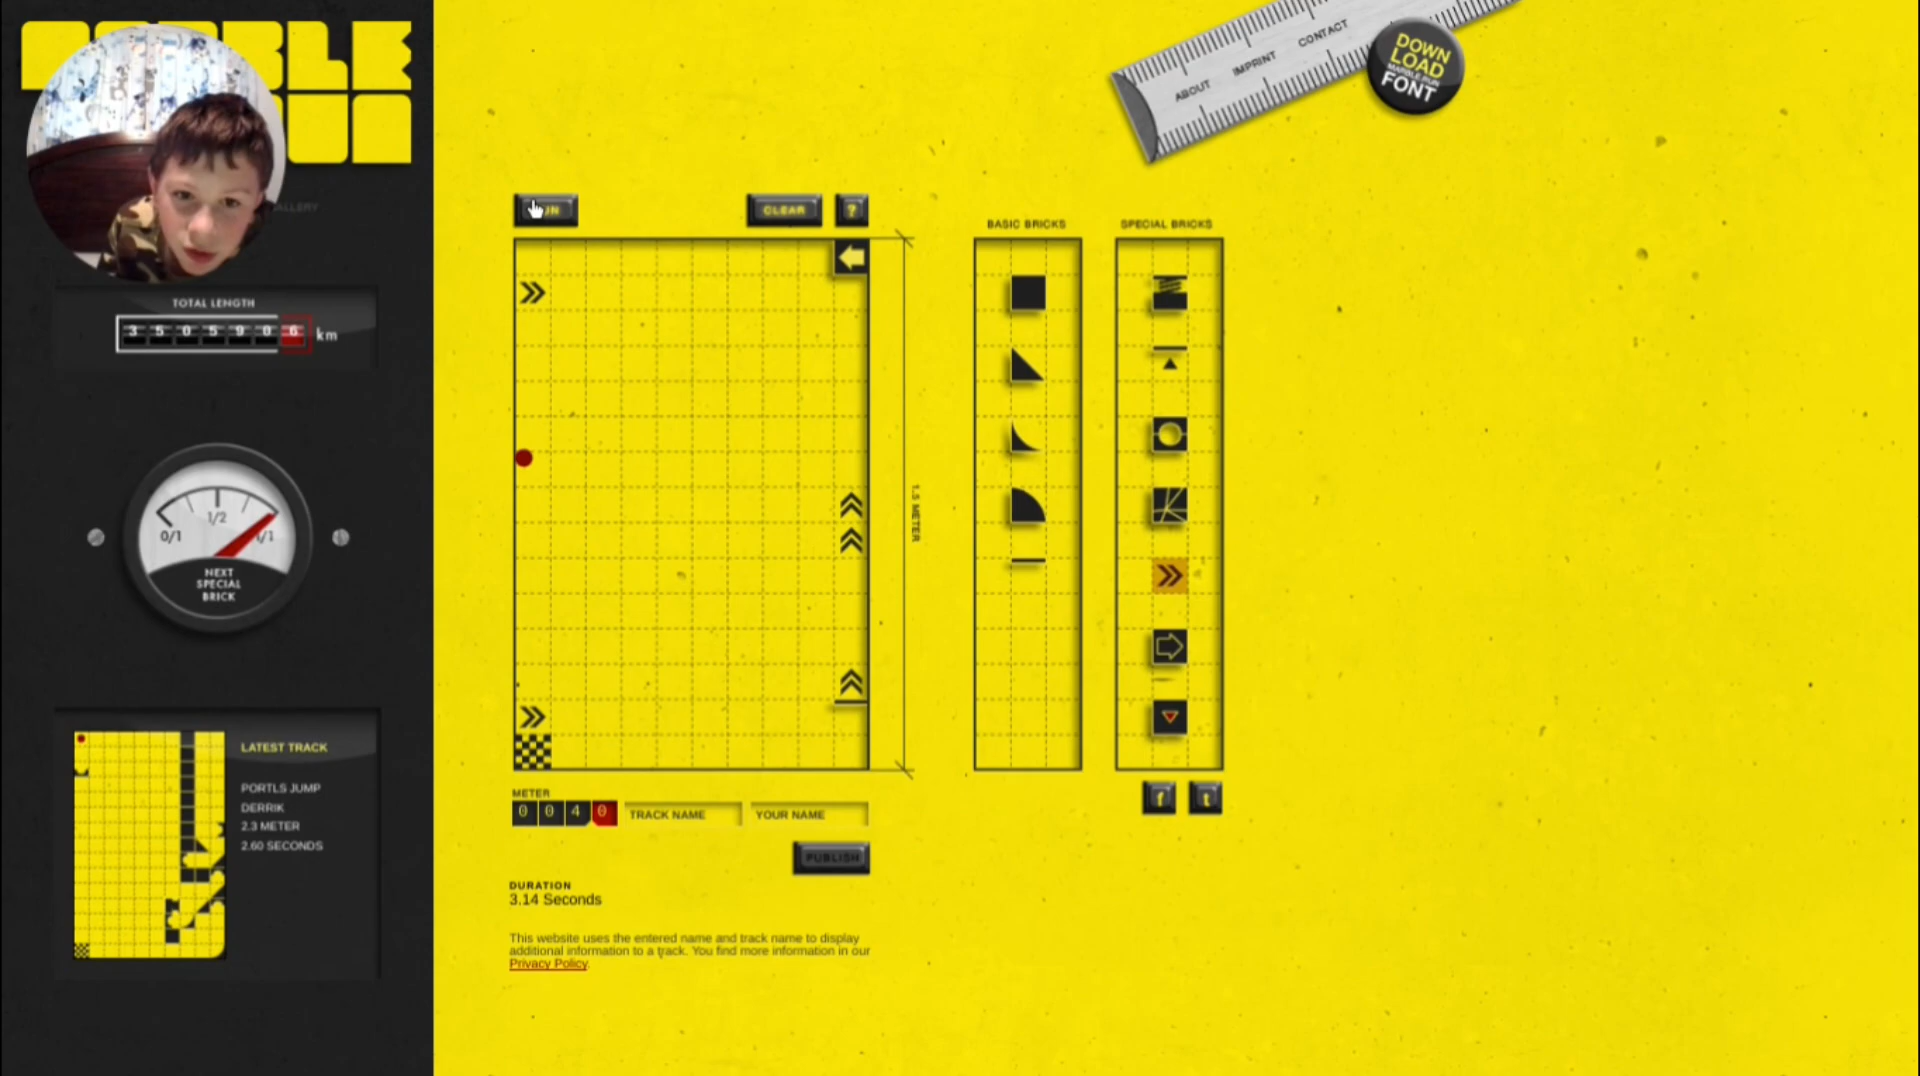 ABOUT
IMPRINT
CONTACT
DOWN
LOAD
MARBLE RUN
FONT
CLEAR
?
BASIC BRICKS
SPECIAL BRICKS
TOTAL LENGTH
3 5 0 5 9 0 6 km
1/2
0/1
1/1
NEXT
SPECIAL
BRICK
1.5 METER
LATEST TRACK
PORTLS JUMP
DERRIK
2.3 METER
2.60 SECONDS
METER
0 0 4 0
TRACK NAME
YOUR NAME
f
t
PUBLISH
DURATION
3.14 Seconds
This website uses the entered name and track name to display
additional information to a track. You find more information in our
Privacy Policy.